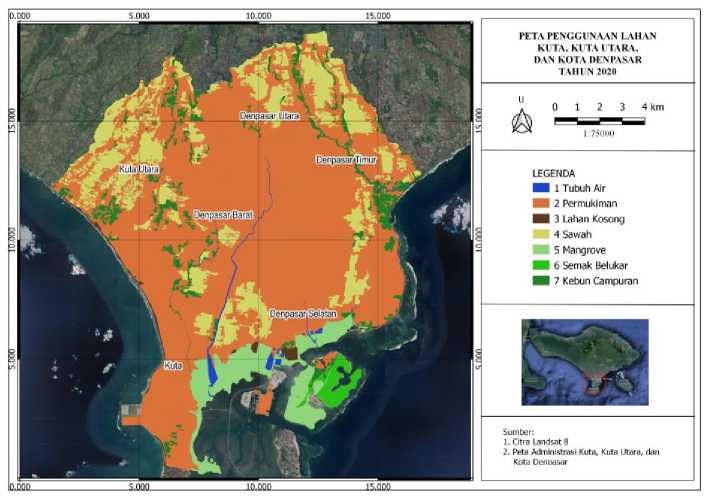 5.000 10.000 15.000
PETA PENGGUNAAN LAHAN
KUTA, KUTA UTARA,
DAN KOTA DENPASAR
TAHUN 2020
U
0 1 2 3 4 km
1:75000
LEGENDA
1 Tubuh Air
2 Permukiman
3 Lahan Kosong
4 Sawah
5 Mangrove
6 Semak Belukar
7 Kebun Campuran
Sumber:
1. Citra Landsat 8
2. Peta Administrasi Kuta, Kuta Utara, dan
Kota Denpasar
15.000
10.000
5.000
Denpasar Utara
Denpasar Timur
Kuta Utara
Denpasar Barat
Denpasar Selatan
Kuta
15.000
10.000
5.000
5.000 10.000 15.000